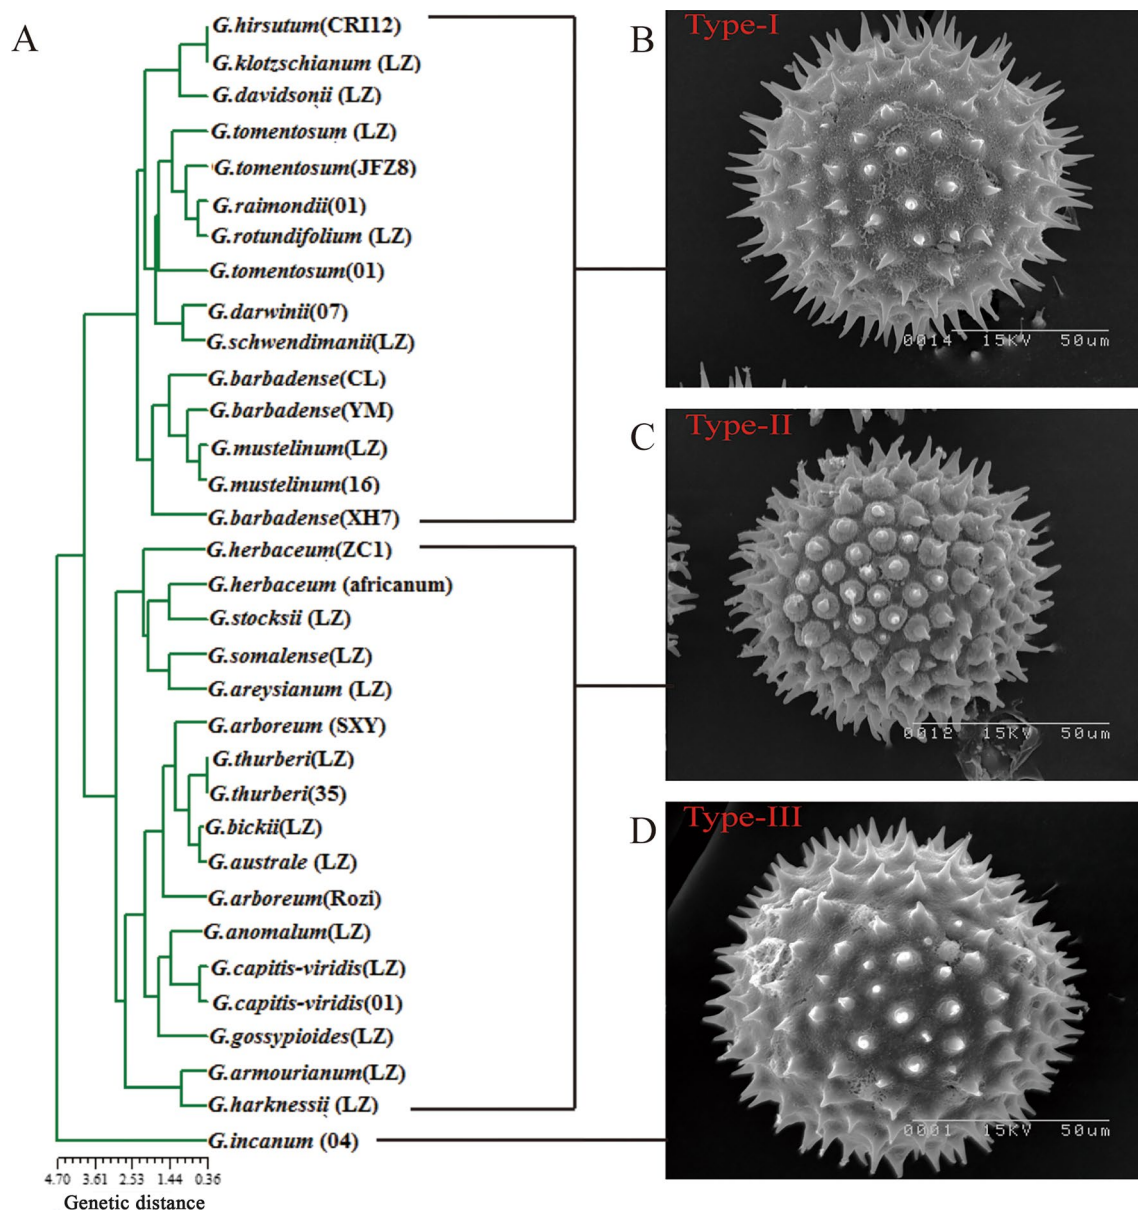 A
G.hirsutum(CRI12)
G.klotzschianum (LZ)
G.davidsonii (LZ)
G.tomentosum (LZ)
G.tomentosum(JFZ8)
G.raimondii(01)
G.rotundifolium (LZ)
G.tomentosum(01)
G.darwinii(07)
G.schwendimanii(LZ)
G.barbadense(CL)
G.barbadense(YM)
G.mustelinum(LZ)
G.mustelinum(16)
G.barbadense(XH7)
G.herbaceum(ZC1)
G.herbaceum (africanum)
G.stocksii (LZ)
G.somalense(LZ)
G.areysianum (LZ)
G.arboreum (SXY)
G.thurberi(LZ)
G.thurberi(35)
G.bickii(LZ)
G.australe (LZ)
G.arboreum(Rozi)
G.anomalum(LZ)
G.capitis-viridis(LZ)
G.capitis-viridis(01)
G.gossypioides(LZ)
G.armourianum(LZ)
G.harknessii (LZ)
G.incanum (04)
4.70 3.61 2.53 1.44 0.36
Genetic distance
B
Type-I
0014 15KV 50um
C
Type-II
0012 15KV 50um
D
Type-III
0001 15KV 50um